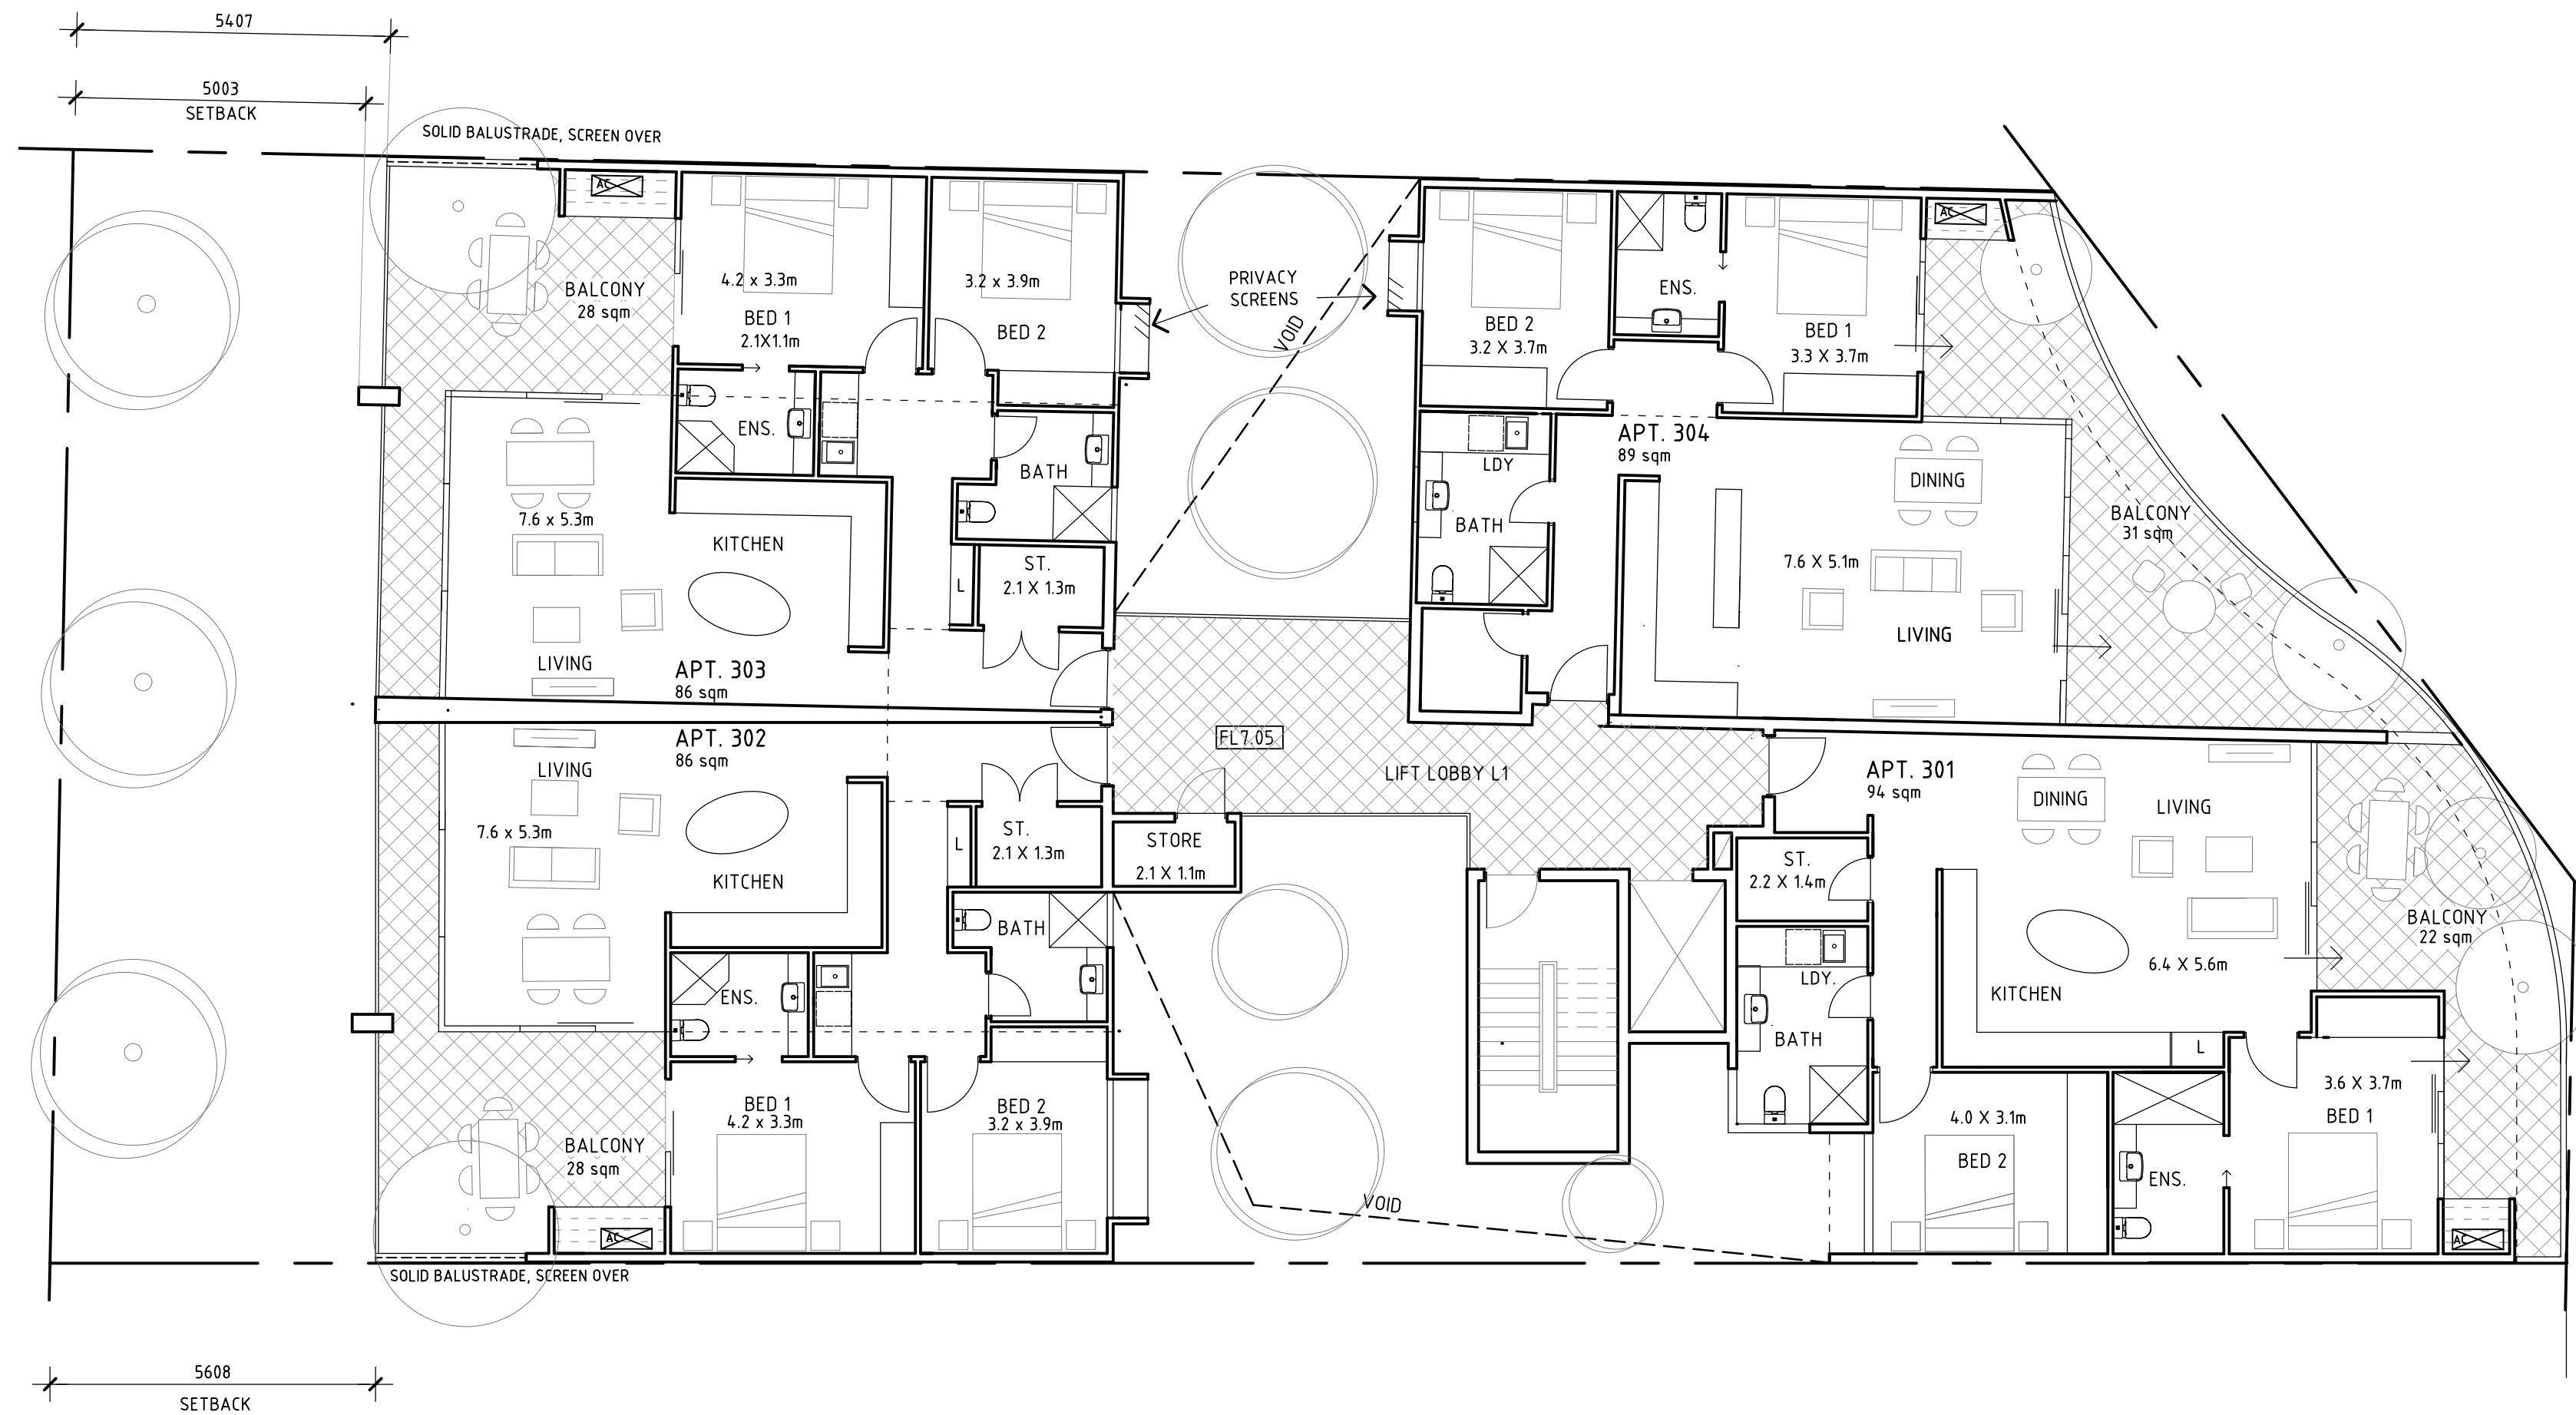 5407
5003
SETBACK
SOLID BALUSTRADE, SCREEN OVER
AC
4.2 x 3.3m
BED 1
2.1X1.1m
3.2 x 3.9m
BED 2
BALCONY
28 sqm
ENS.
BATH
7.6 x 5.3m
KITCHEN
L
ST.
2.1 X 1.3m
LIVING
APT. 303
86 sqm
PRIVACY
SCREENS
VOID
BED 2
3.2 X 3.7m
ENS.
BED 1
3.3 X 3.7m
AC
APT. 304
89 sqm
LDY
BATH
DINING
7.6 X 5.1m
LIVING
BALCONY
31 sqm
FL7.05
LIFT LOBBY L1
APT. 302
86 sqm
LIVING
7.6 x 5.3m
KITCHEN
L
ST.
2.1 X 1.3m
STORE
2.1 X 1.1m
BATH
ENS.
BED 1
4.2 x 3.3m
BED 2
3.2 x 3.9m
BALCONY
28 sqm
AC
SOLID BALUSTRADE, SCREEN OVER
VOID
APT. 301
94 sqm
DINING
LIVING
ST.
2.2 X 1.4m
LDY.
BATH
KITCHEN
6.4 X 5.6m
L
BALCONY
22 sqm
4.0 X 3.1m
BED 2
ENS.
3.6 X 3.7m
BED 1
AC
5608
SETBACK